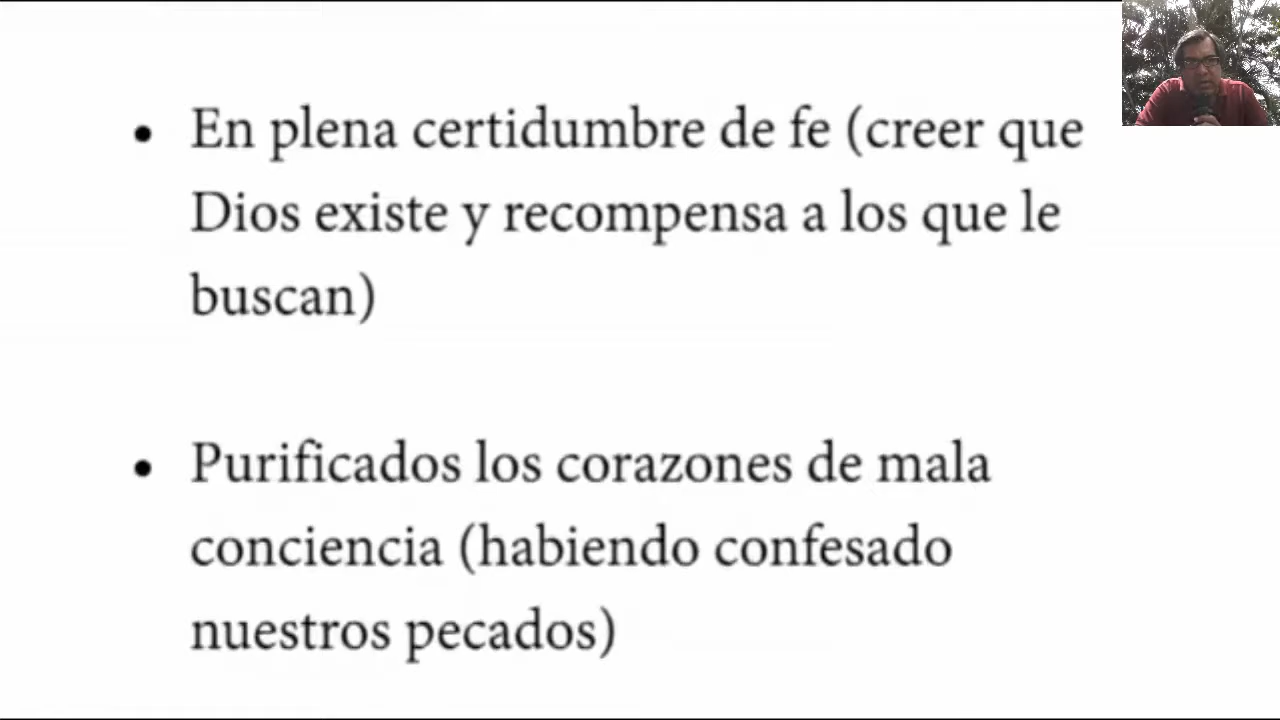 • En plena certidumbre de fe (creer que
Dios existe y recompensa a los que le
buscan)
• Purificados los corazones de mala
conciencia (habiendo confesado
nuestros pecados)